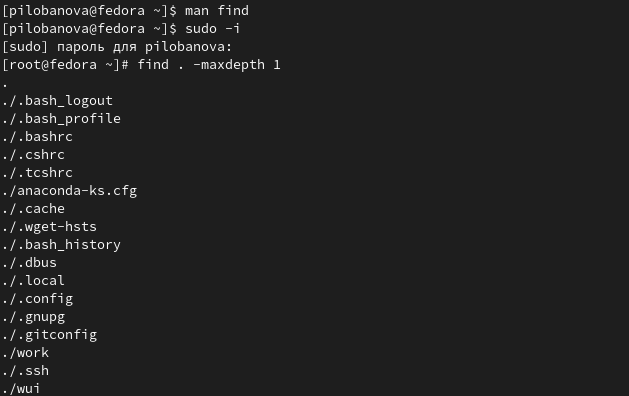 [pilobanova@fedora ~]$ man find
[pilobanova@fedora ~]$ sudo -i
[sudo] пароль для pilobanova:
[root@fedora ~]# find . -maxdepth 1
.
./.bash_logout
./.bash_profile
./.bashrc
./.cshrc
./.tcshrc
./anaconda-ks.cfg
./.cache
./.wget-hsts
./.bash_history
./.dbus
./.local
./.config
./.gnupg
./.gitconfig
./work
./.ssh
./wui